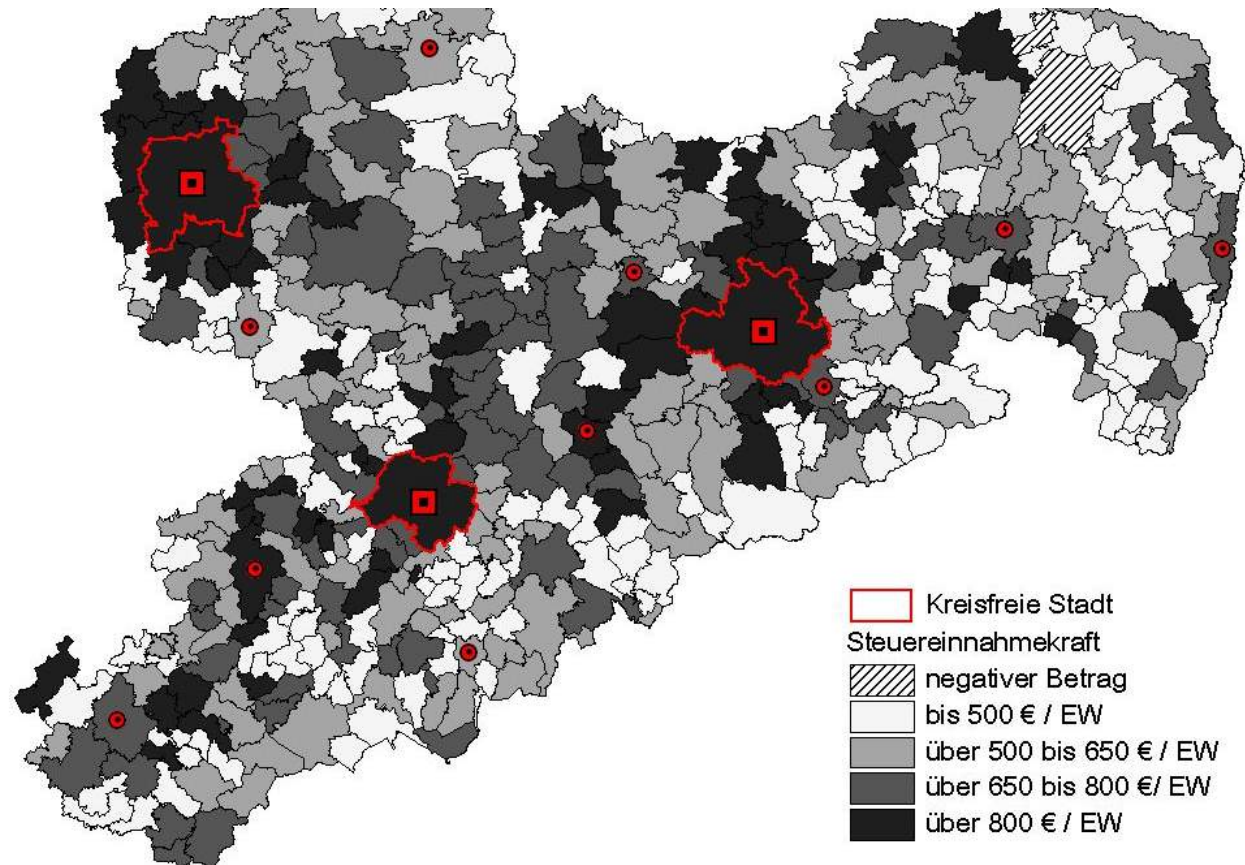 Kreisfreie Stadt
Steuereinnahmekraft
negativer Betrag
bis 500 € / EW
über 500 bis 650 € / EW
über 650 bis 800 €/ EW
über 800 € / EW